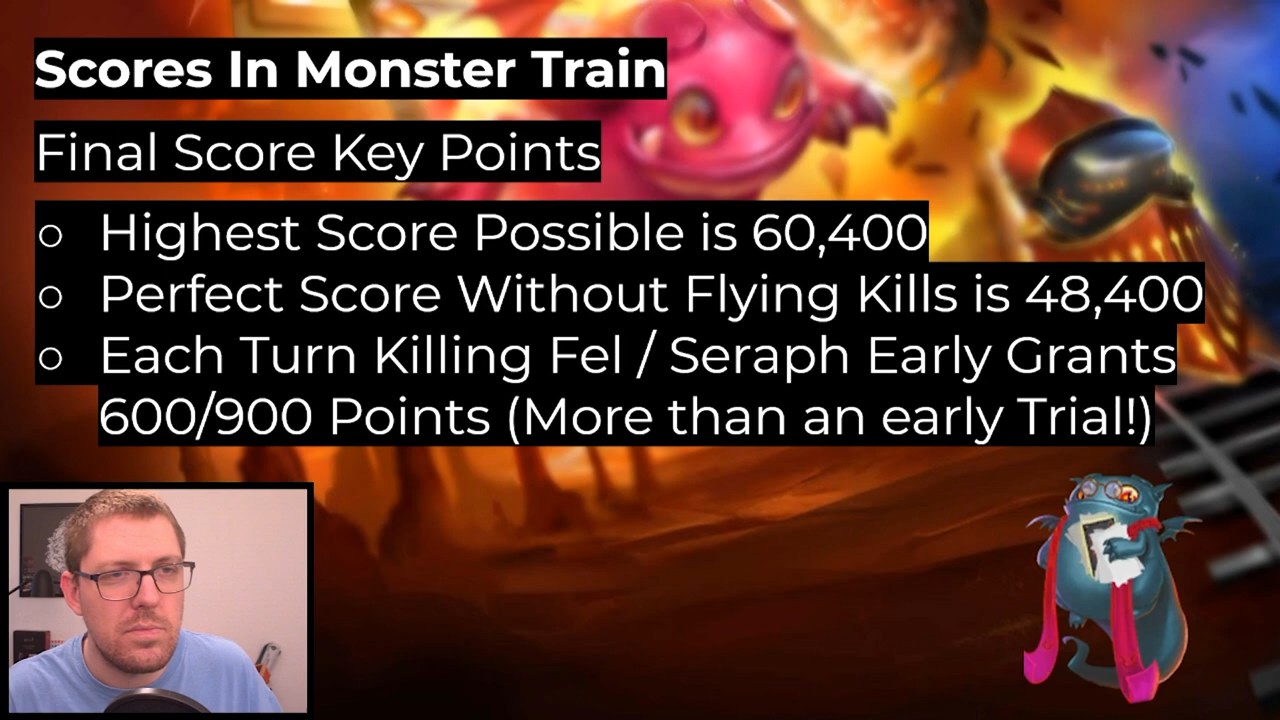 Scores In Monster Train
Final Score Key Points
○ Highest Score Possible is 60,400
○ Perfect Score Without Flying Kills is 48,400
○ Each Turn Killing Fel / Seraph Early Grants
600/900 Points (More than an early Trial!)